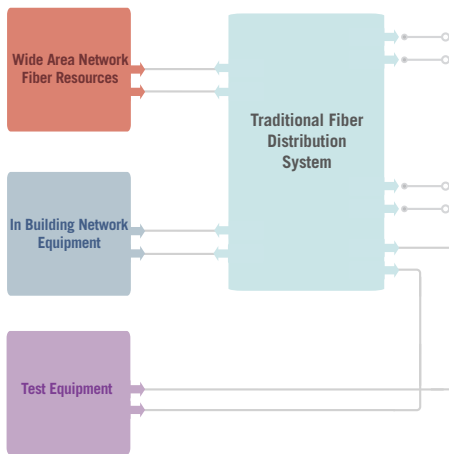 Wide Area Network
Fiber Resources
Traditional Fiber
Distribution
System
In Building Network
Equipment
Test Equipment